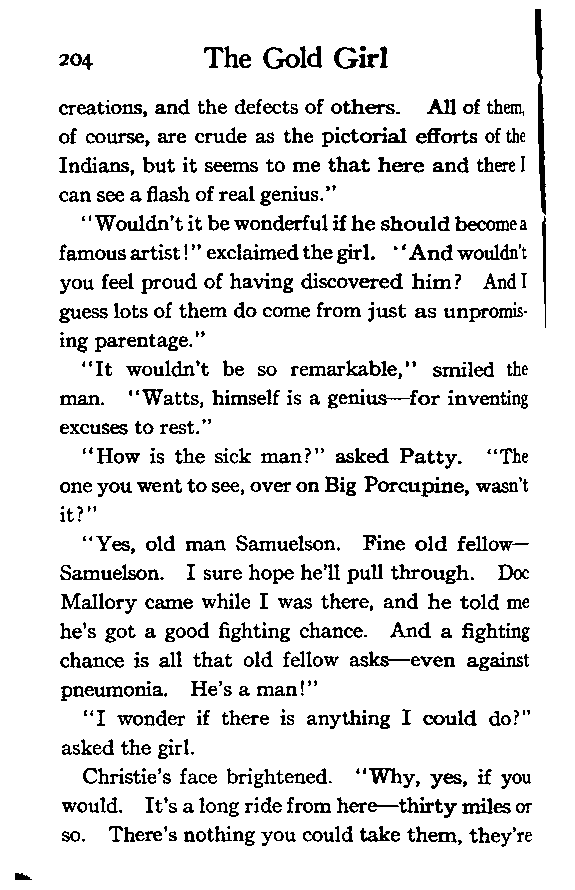 204 The Gold Girl
creations, and the defects of others. All of them,
of course, are crude as the pictorial efforts of the
Indians, but it seems to me that here and there I
can see a flash of real genius."
"Wouldn't it be wonderful if he should become a
famous artist!" exclaimed the girl. "And wouldn't
you feel proud of having discovered him? And I
guess lots of them do come from just as unpromis-
ing parentage."
"It wouldn't be so remarkable," smiled the
man. "Watts, himself is a genius—for inventing
excuses to rest."
"How is the sick man?" asked Patty. "The
one you went to see, over on Big Porcupine, wasn't
it?"
"Yes, old man Samuelson. Fine old fellow—
Samuelson. I sure hope he'll pull through. Doc
Mallory came while I was there, and he told me
he's got a good fighting chance. And a fighting
chance is all that old fellow asks—even against
pneumonia. He's a man!"
"I wonder if there is anything I could do?"
asked the girl.
Christie's face brightened. "Why, yes, if you
would. It's a long ride from here—thirty miles or
so. There's nothing you could take them, they're